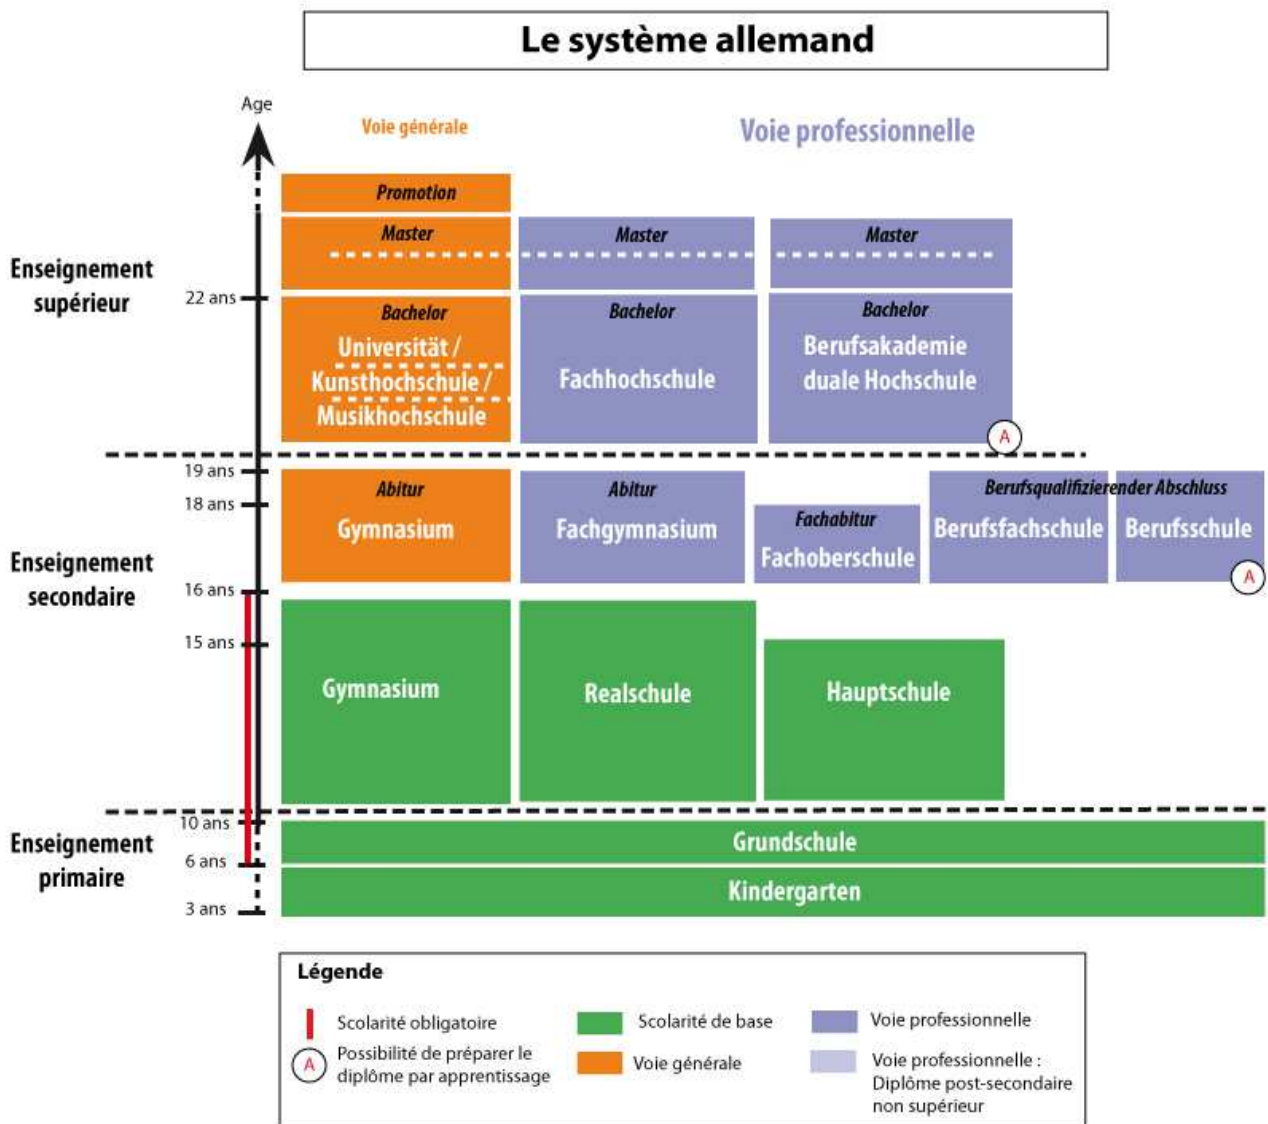 Le système allemand
Age
Voie générale
Voie professionnelle
Promotion
Master
Master
Master
Enseignement
supérieur
22 ans
Bachelor
Universität /
Kunsthochschule /
Musikhochschule
Bachelor
Fachhochschule
Bachelor
Berufsakademie
duale Hochschule
A
19 ans
18 ans
Abitur
Gymnasium
Abitur
Fachgymnasium
Fachabitur
Fachoberschule
Berufsqualifizierender Abschluss
Berufsfachschule
Berufsschule
A
Enseignement
secondaire
16 ans
15 ans
Gymnasium
Realschule
Hauptschule
10 ans
Enseignement
primaire
6 ans
3 ans
Grundschule
Kindergarten
Légende
Scolarité obligatoire
A
Possibilité de préparer le
diplôme par apprentissage
Scolarité de base
Voie générale
Voie professionnelle
Voie professionnelle :
Diplôme post-secondaire
non supérieur